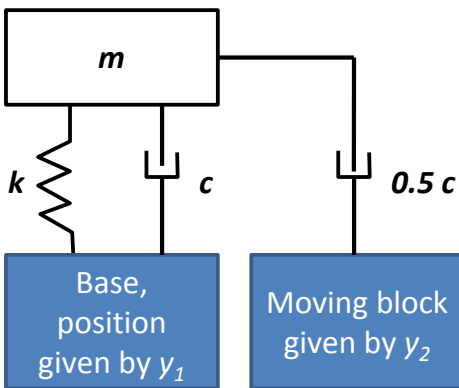 m
k
c
0.5 c
Base,
position
given by y₁
Moving block
given by y₂